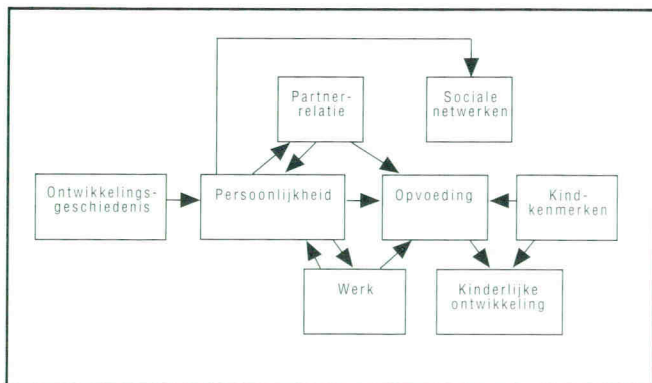 Partner-
relatie
Sociale
netwerken
Ontwikkelings-
geschiedenis
Persoonlijkheid
Opvoeding
Kind-
kenmerken
Werk
Kinderlijke
ontwikkeling